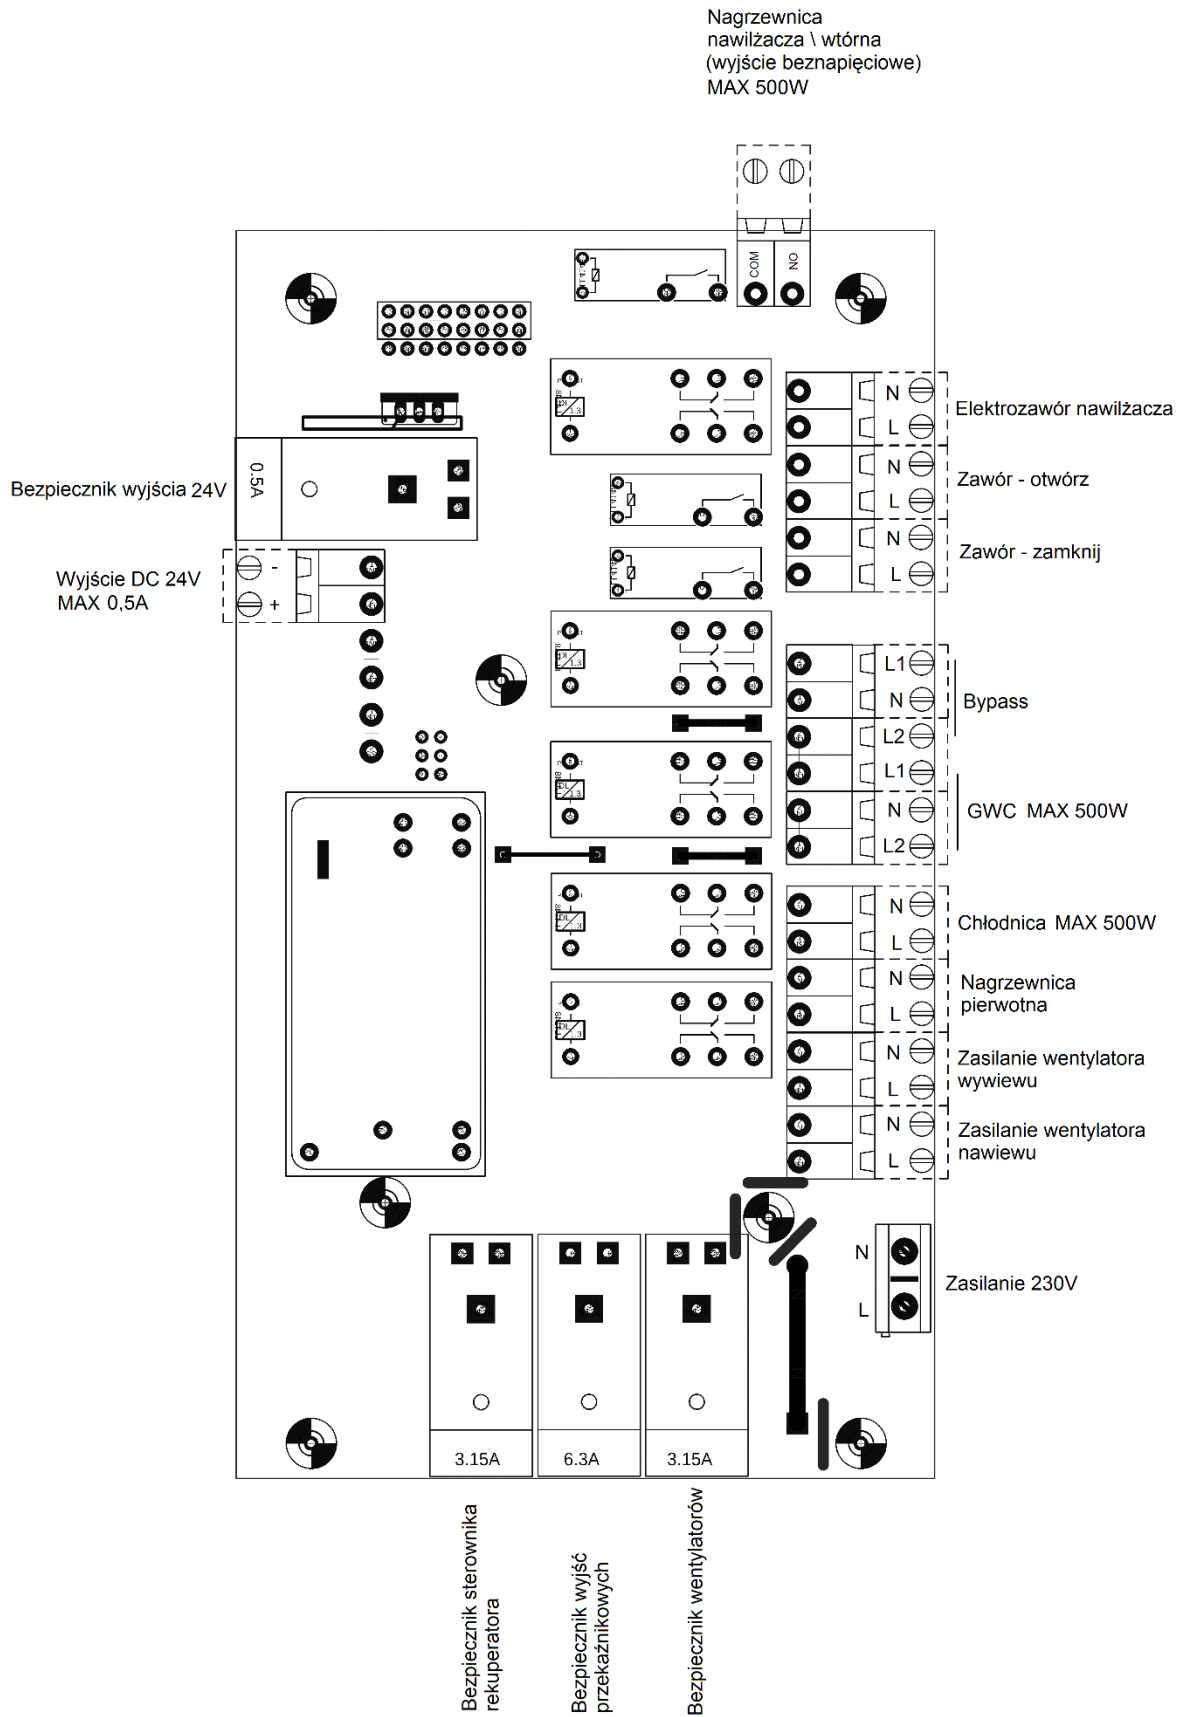 Nagrzewnica
nawilżacza \ wtórna
(wyjście beznapięciowe)
MAX 500W
COM
NO
N
L
Elektrozawór nawilżacza
N
L
Zawór - otwórz
N
L
Zawór - zamknij
Bezpiecznik wyjścia 24V
0.5A
Wyjście DC 24V
MAX 0,5A
-
+
L1
N
L2
Bypass
L1
N
L2
GWC MAX 500W
N
L
Chłodnica MAX 500W
N
L
Nagrzewnica
pierwotna
N
L
Zasilanie wentylatora
wywiewu
N
L
Zasilanie wentylatora
nawiewu
N
L
Zasilanie 230V
3.15A
6.3A
3.15A
Bezpiecznik sterownika
rekuperatora
Bezpiecznik wyjść
przekaźnikowych
Bezpiecznik wentylatorów